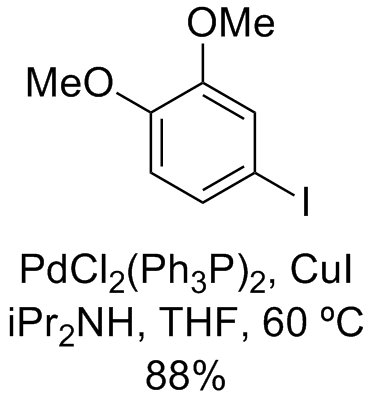 OMe
MeO
I
PdCl₂(Ph₃P)₂, CuI
iPr₂NH, THF, 60 ºC
88%